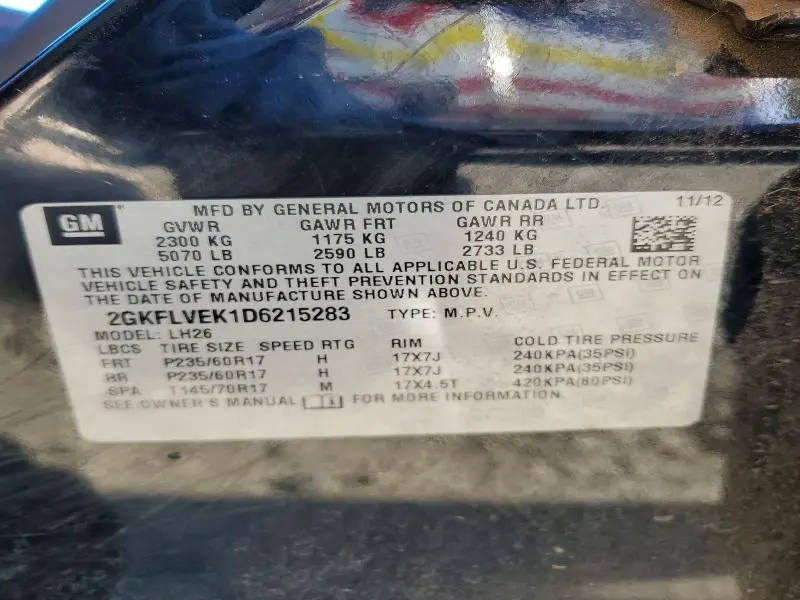 GM
MFD BY GENERAL MOTORS OF CANADA LTD. 11/12
GVWR GAWR FRT GAWR RR
2300 KG 1175 KG 1240 KG
5070 LB 2590 LB 2733 LB
THIS VEHICLE CONFORMS TO ALL APPLICABLE U.S. FEDERAL MOTOR
VEHICLE SAFETY AND THEFT PREVENTION STANDARDS IN EFFECT ON
THE DATE OF MANUFACTURE SHOWN ABOVE.
2GKFLVEK1D6215283 TYPE: M.P.V.
MODEL: LH26
LBCS TIRE SIZE SPEED RTG RIM COLD TIRE PRESSURE
FRT P235/60R17 H 17X7J 240KPA(35PSI)
RR P235/60R17 H 17X7J 240KPA(35PSI)
SPA T145/70R17 M 17X4.5T 420KPA(60PSI)
SEE OWNER'S MANUAL FOR MORE INFORMATION.